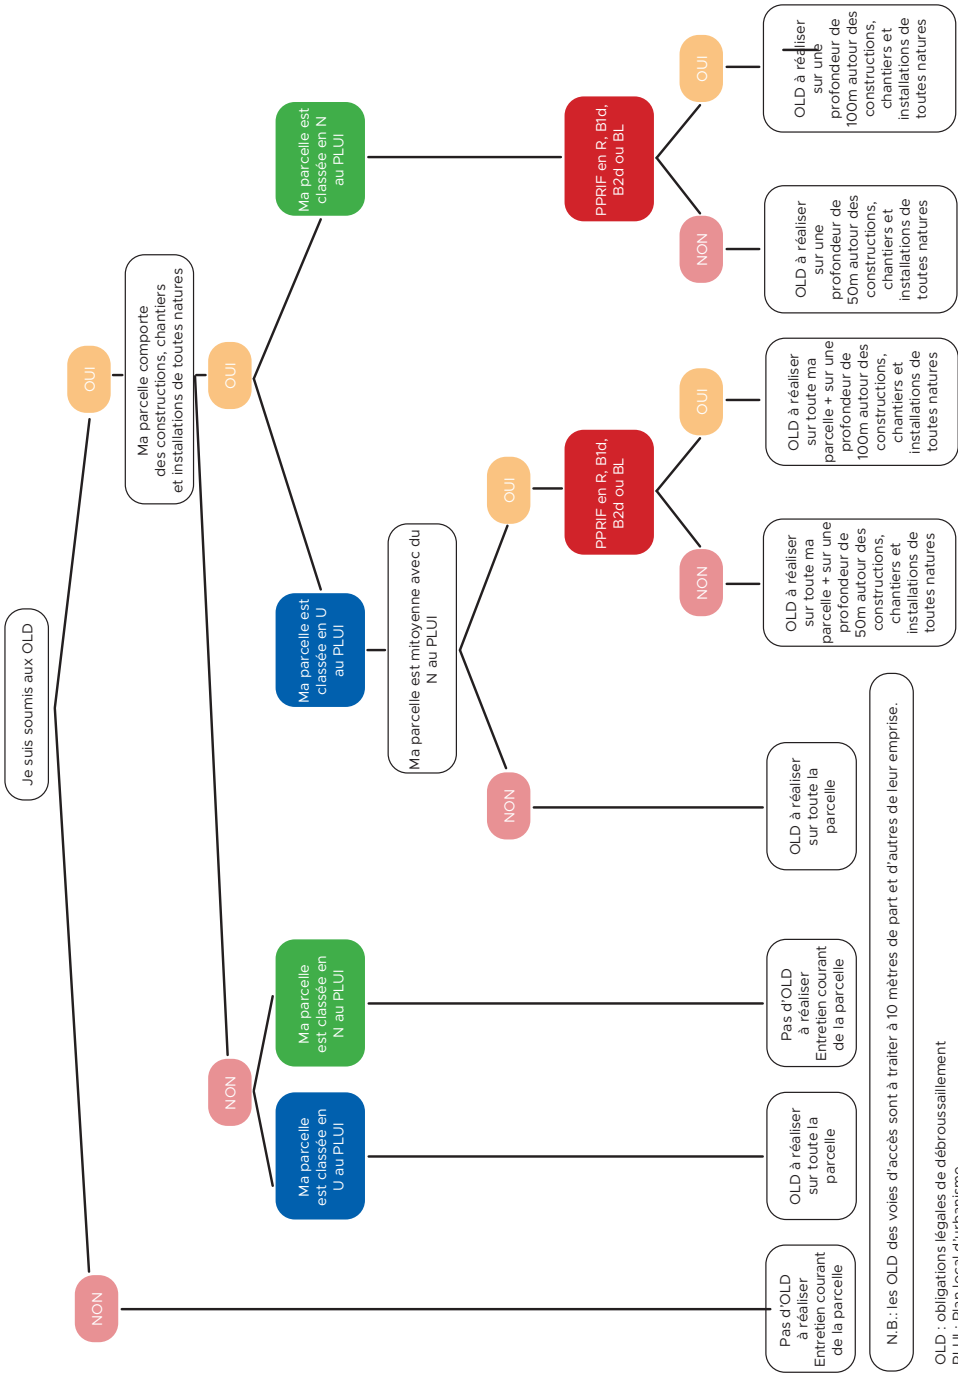 Je suis soumis aux OLD
NON
OUI
Ma parcelle comporte
des constructions, chantiers
et installations de toutes natures
NON
OUI
Ma parcelle
est classée en
U au PLUI
Ma parcelle
est classée en
N au PLUI
Ma parcelle est
classée en U
au PLUI
Ma parcelle est
classée en N
au PLUI
Ma parcelle est mitoyenne avec du
N au PLUI
NON
OUI
PPRIF en R, B1d,
B2d ou BL
PPRIF en R, B1d,
B2d ou BL
NON
OUI
NON
OUI
Pas d'OLD
à réaliser
Entretien courant
de la parcelle
OLD à réaliser
sur toute la
parcelle
Pas d'OLD
à réaliser
Entretien courant
de la parcelle
OLD à réaliser
sur toute la
parcelle
OLD à réaliser
sur toute ma
parcelle + sur une
profondeur de
50m autour des
constructions,
chantiers et
installations de
toutes natures
OLD à réaliser
sur toute ma
parcelle + sur une
profondeur de
100m autour des
constructions,
chantiers et
installations de
toutes natures
OLD à réaliser
sur une
profondeur de
50m autour des
constructions,
chantiers et
installations de
toutes natures
OLD à réaliser
sur une
profondeur de
100m autour des
constructions,
chantiers et
installations de
toutes natures
N.B.: les OLD des voies d'accès sont à traiter à 10 mètres de part et d'autres de leur emprise.
OLD : obligations légales de débroussaillement
PLUI : Plan local d'urbanisme